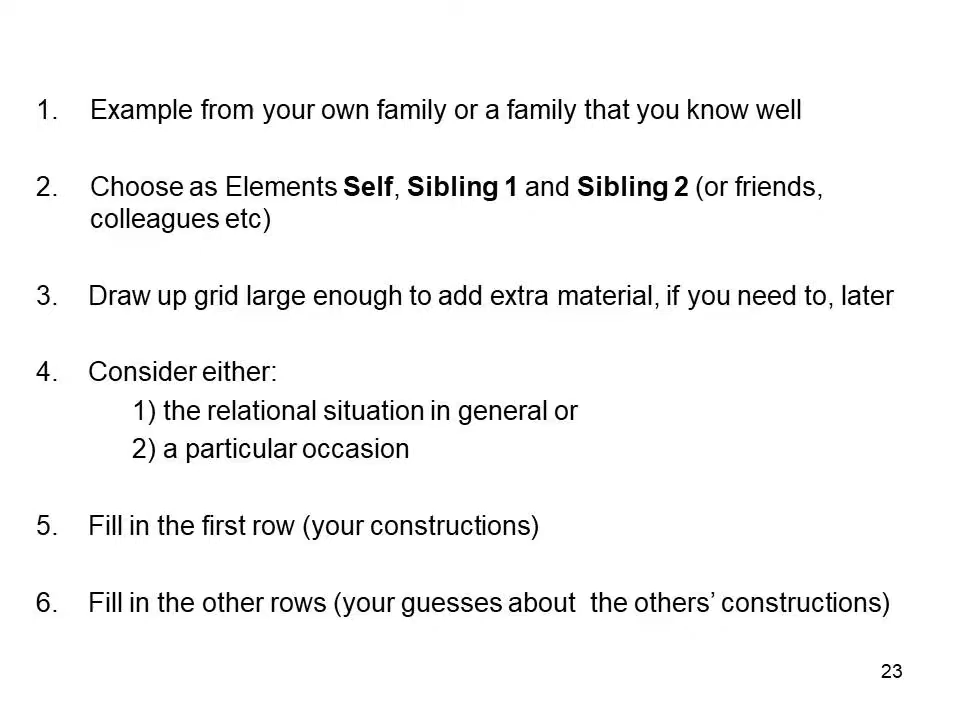 1. Example from your own family or a family that you know well
2. Choose as Elements Self, Sibling 1 and Sibling 2 (or friends,
colleagues etc)
3. Draw up grid large enough to add extra material, if you need to, later
4. Consider either:
1) the relational situation in general or
2) a particular occasion
5. Fill in the first row (your constructions)
6. Fill in the other rows (your guesses about  the others’ constructions)
23